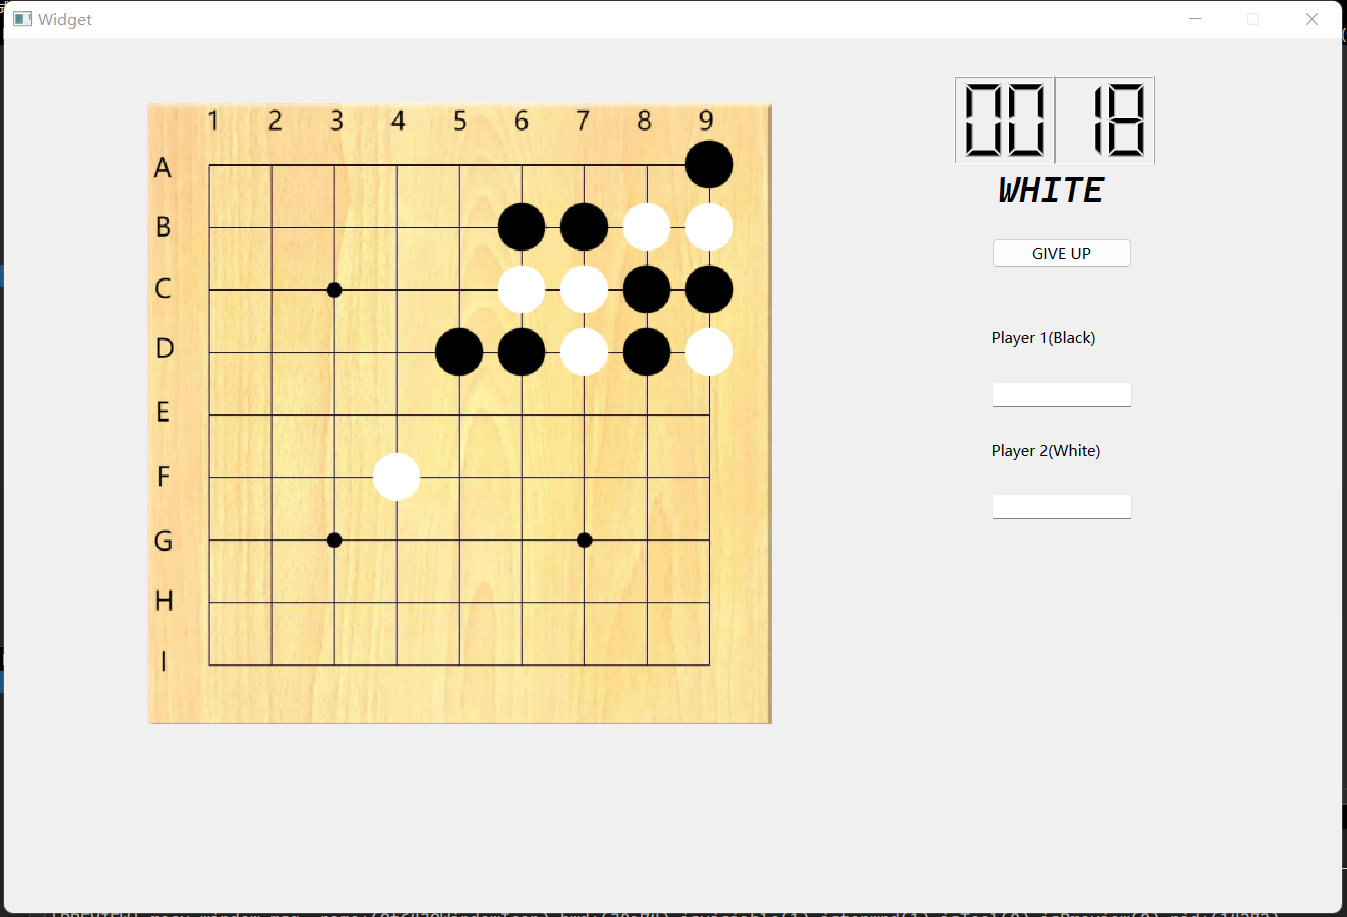 Widget
00 18
WHITE
GIVE UP
1 2 3 4 5 6 7 8 9
A
B
C
D
E
F
G
H
I
Player 1(Black)
Player 2(White)